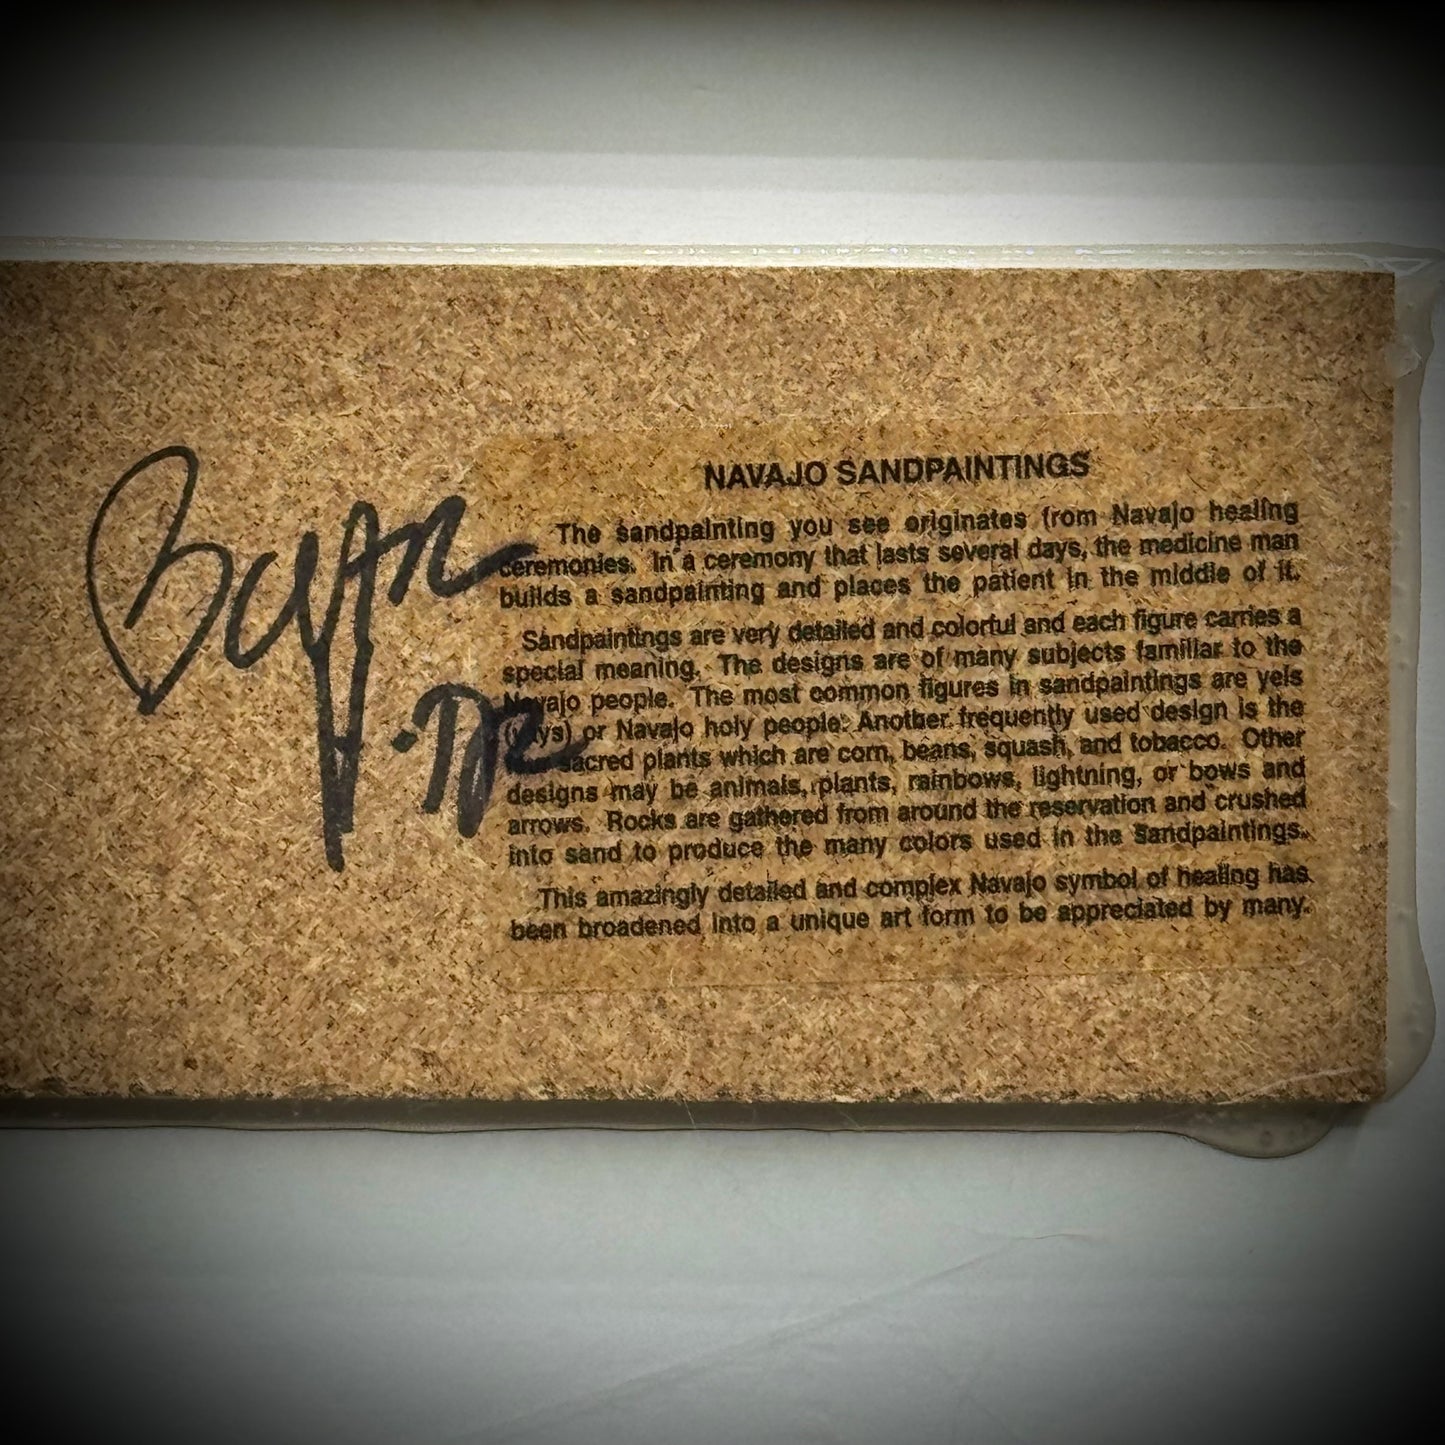 NAVAJO SANDPAINTINGS
The sandpainting you see originates from Navajo healing
ceremonies. In a ceremony that lasts several days, the medicine man
builds a sandpainting and places the patient in the middle of it.
Sandpaintings are very detailed and colorful and each figure carries a
special meaning. The designs are of many subjects familiar to the
Navajo people. The most common figures in sandpaintings are yeis
(yays) or Navajo holy people. Another frequently used design is the
sacred plants which are corn, beans, squash, and tobacco. Other
designs may be animals, plants, rainbows, lightning, or bows and
arrows. Rocks are gathered from around the reservation and crushed
into sand to produce the many colors used in the sandpaintings.
This amazingly detailed and complex Navajo symbol of healing has
been broadened into a unique art form to be appreciated by many.